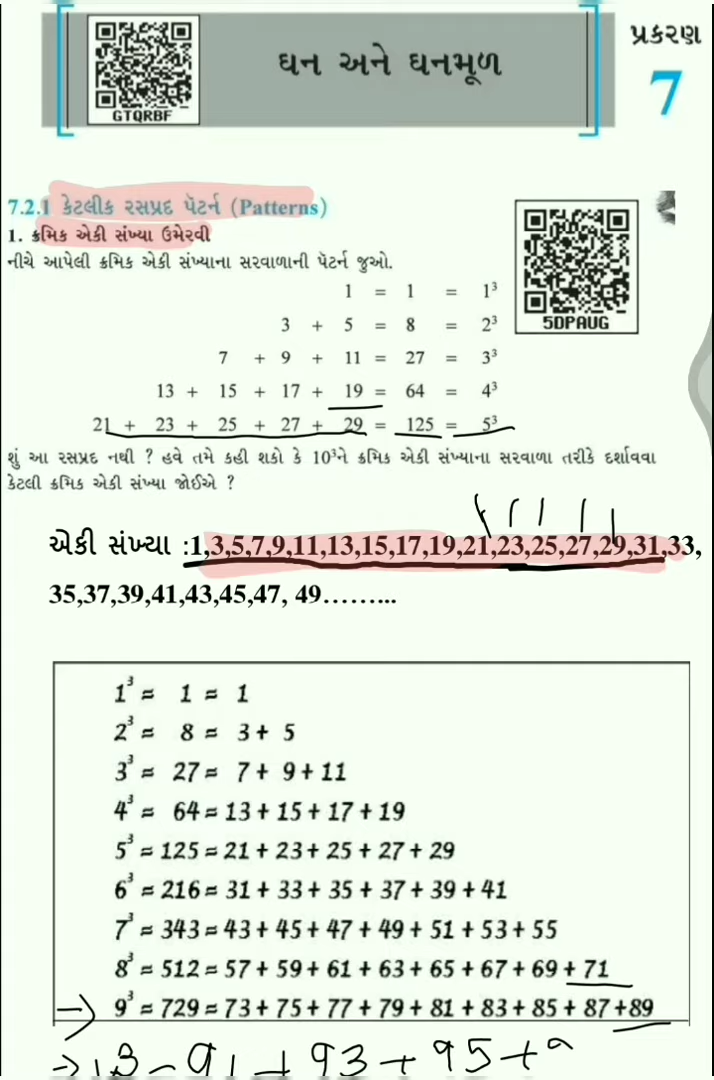 GTQRBF
ઘન અને ઘનમૂળ
પ્રકરણ
7
7.2.1 કેટલીક રસપ્રદ પૅટર્ન (Patterns)
1. ક્રમિક એકી સંખ્યા ઉમેરવી
નીચે આપેલી ક્રમિક એકી સંખ્યાના સરવાળાની પૅટર્ન જુઓ.
5DPAUG
1 = 1 = 1³
3 + 5 = 8 = 2³
7 + 9 + 11 = 27 = 3³
13 + 15 + 17 + 19 = 64 = 4³
21 + 23 + 25 + 27 + 29 = 125 = 5³
શું આ રસપ્રદ નથી ? હવે તમે કહી શકો કે 10³ને ક્રમિક એકી સંખ્યાના સરવાળા તરીકે દર્શાવવા
કેટલી ક્રમિક એકી સંખ્યા જોઈએ ?
એકી સંખ્યા :1,3,5,7,9,11,13,15,17,19,21,23,25,27,29,31,33,
35,37,39,41,43,45,47, 49.........
1³ = 1 = 1
2³ = 8 = 3 + 5
3³ = 27 = 7 + 9 + 11
4³ = 64 = 13 + 15 + 17 + 19
5³ = 125 = 21 + 23 + 25 + 27 + 29
6³ = 216 = 31 + 33 + 35 + 37 + 39 + 41
7³ = 343 = 43 + 45 + 47 + 49 + 51 + 53 + 55
8³ = 512 = 57 + 59 + 61 + 63 + 65 + 67 + 69 + 71
9³ = 729 = 73 + 75 + 77 + 79 + 81 + 83 + 85 + 87 +89
91 + 93 + 95 +